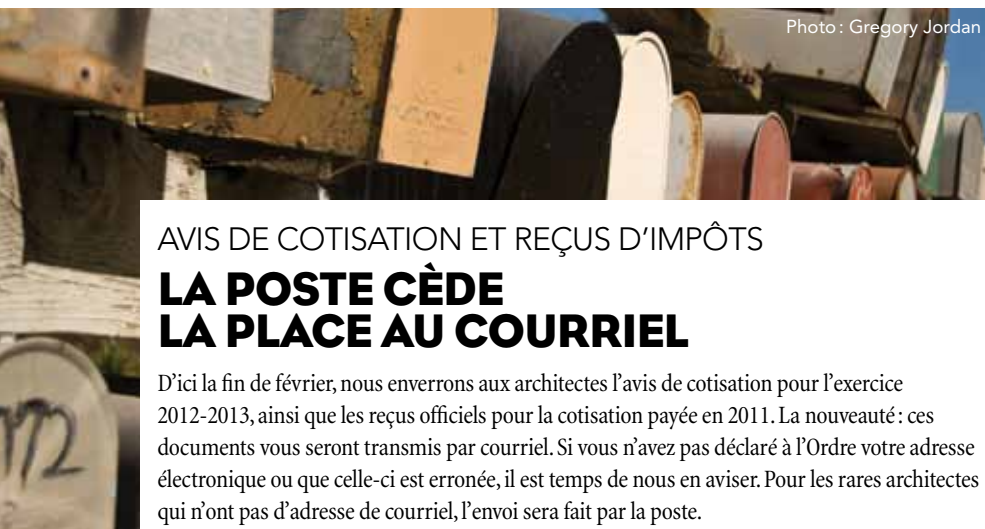 Photo : Gregory Jordan
AVIS DE COTISATION ET REÇUS D'IMPÔTS
LA POSTE CÈDE
LA PLACE AU COURRIEL
D'ici la fin de février, nous enverrons aux architectes l'avis de cotisation pour l'exercice
2012-2013, ainsi que les reçus officiels pour la cotisation payée en 2011. La nouveauté : ces
documents vous seront transmis par courriel. Si vous n'avez pas déclaré à l'Ordre votre adresse
électronique ou que celle-ci est erronée, il est temps de nous en aviser. Pour les rares architectes
qui n'ont pas d'adresse de courriel, l'envoi sera fait par la poste.